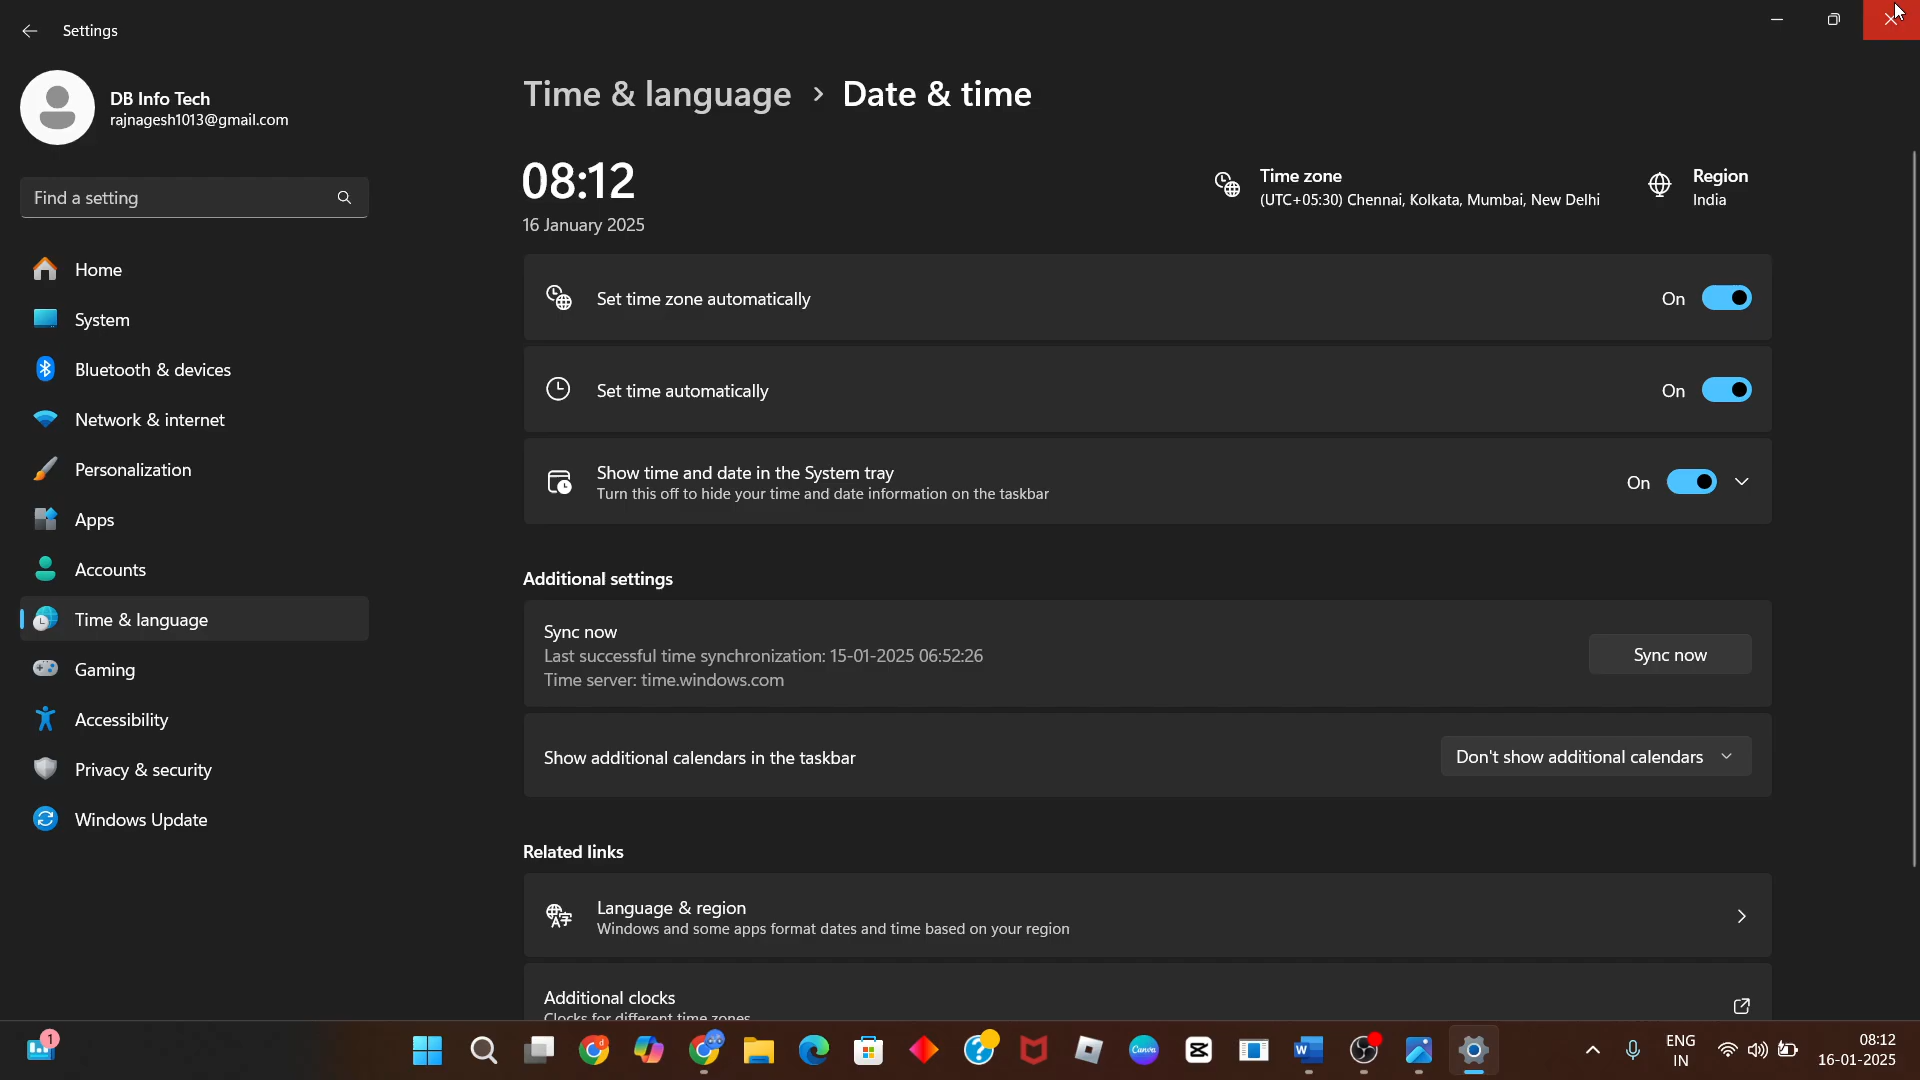 Settings
DB Info Tech
rajnagesh1013@gmail.com
Find a setting
Home
System
Bluetooth & devices
Network & internet
Personalization
Apps
Accounts
Time & language
Gaming
Accessibility
Privacy & security
Windows Update
Time & language > Date & time
08:12
16 January 2025
Time zone
(UTC+05:30) Chennai, Kolkata, Mumbai, New Delhi
Region
India
Set time zone automatically
On
Set time automatically
On
Show time and date in the System tray
Turn this off to hide your time and date information on the taskbar
On
Additional settings
Sync now
Last successful time synchronization: 15-01-2025 06:52:26
Time server: time.windows.com
Sync now
Show additional calendars in the taskbar
Don't show additional calendars
Related links
Language & region
Windows and some apps format dates and time based on your region
Additional clocks
Clocks for different time zones
1
Canva
W
ENG
IN
08:12
16-01-2025